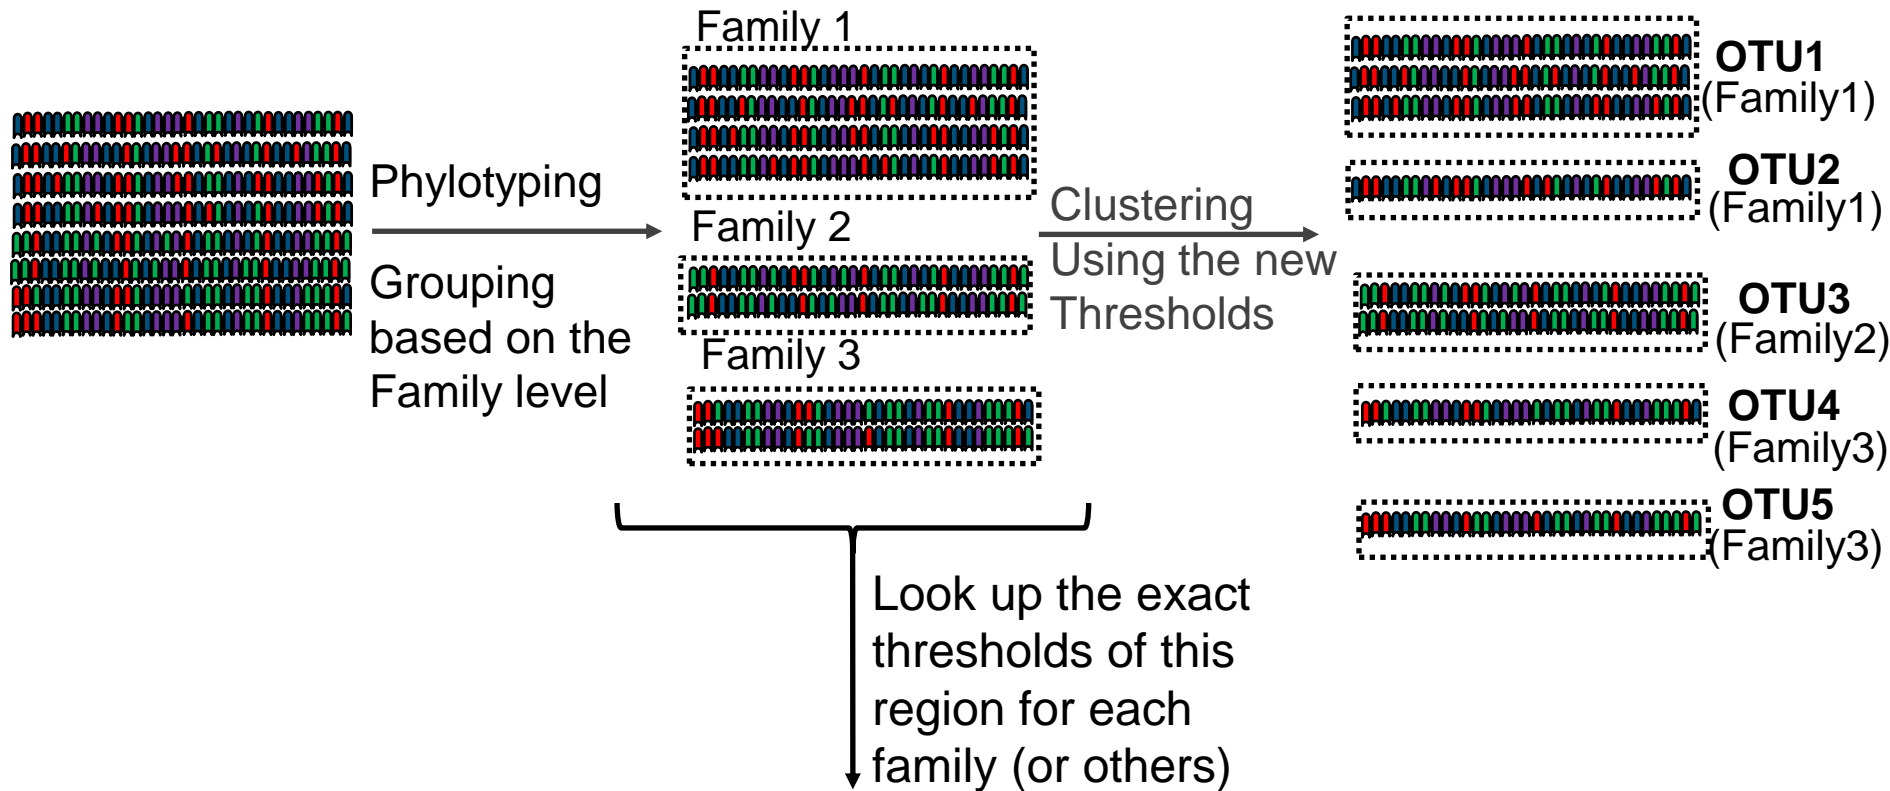 Phylotyping
Grouping
based on the
Family level
Family 1
Family 2
Family 3
Clustering
Using the new
Thresholds
OTU1
(Family1)
OTU2
(Family1)
OTU3
(Family2)
OTU4
(Family3)
OTU5
(Family3)
Look up the exact
thresholds of this
region for each
family (or others)